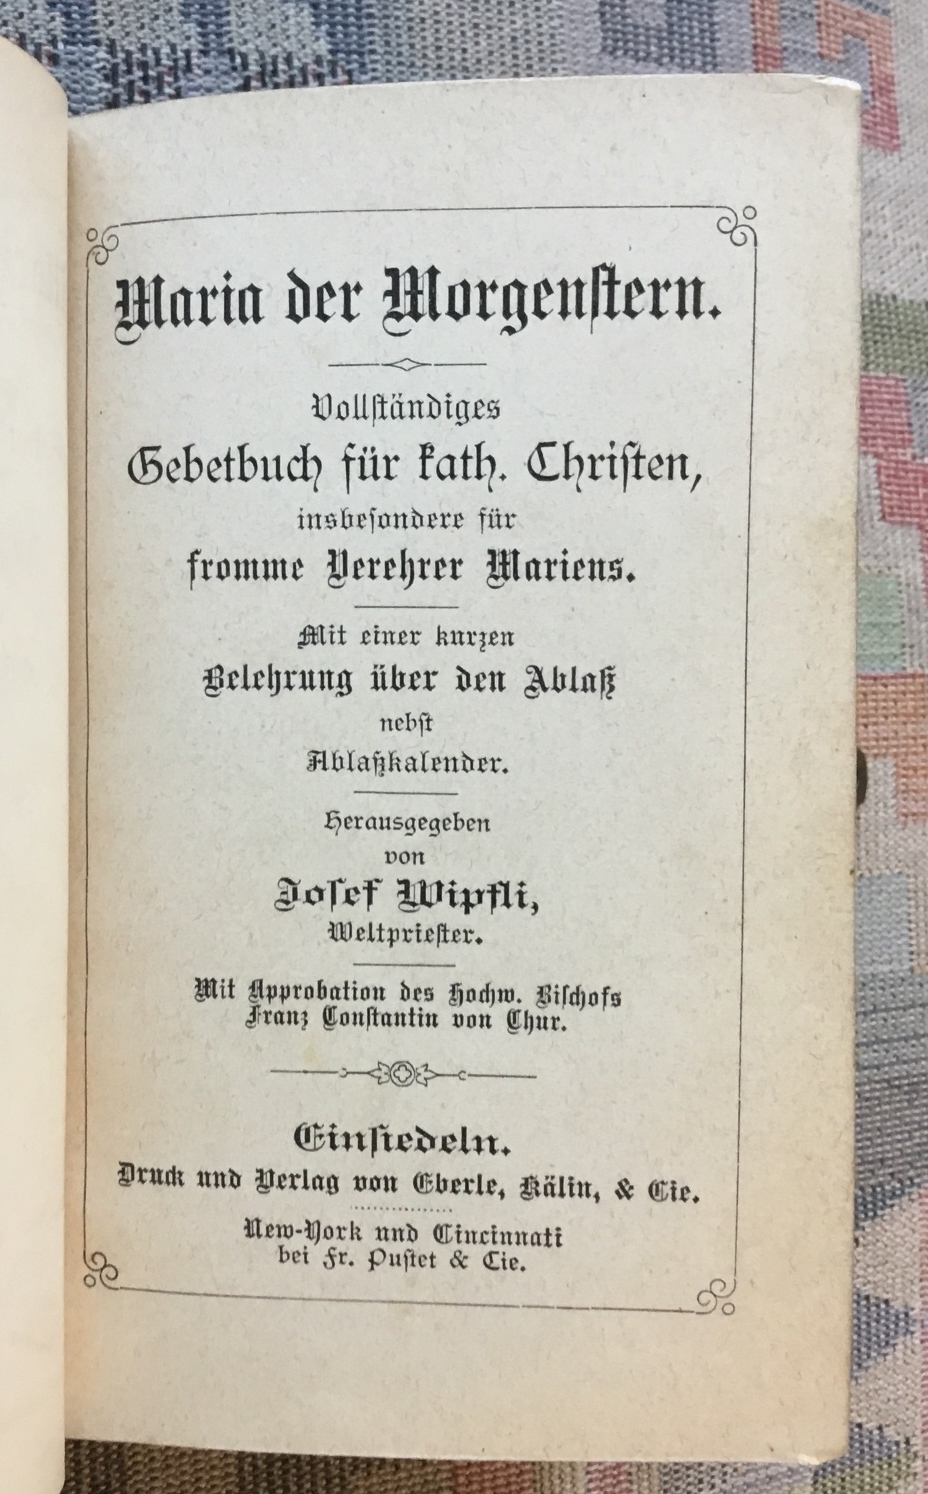 Maria der Morgenstern.
Vollständiges
Gebetbuch für kath. Christen,
insbesondere für
fromme Verehrer Mariens.
Mit einer kurzen
Belehrung über den Ablaß
nebst
Ablaßkalender.
Herausgegeben
von
Josef Wipfli,
Weltpriester.
Mit Approbation des Hochw. Bischofs
Franz Constantin von Chur.
Einsiedeln.
Druck und Verlag von Eberle, Kälin, & Cie.
New-York und Cincinnati
bei Fr. Pustet & Cie.